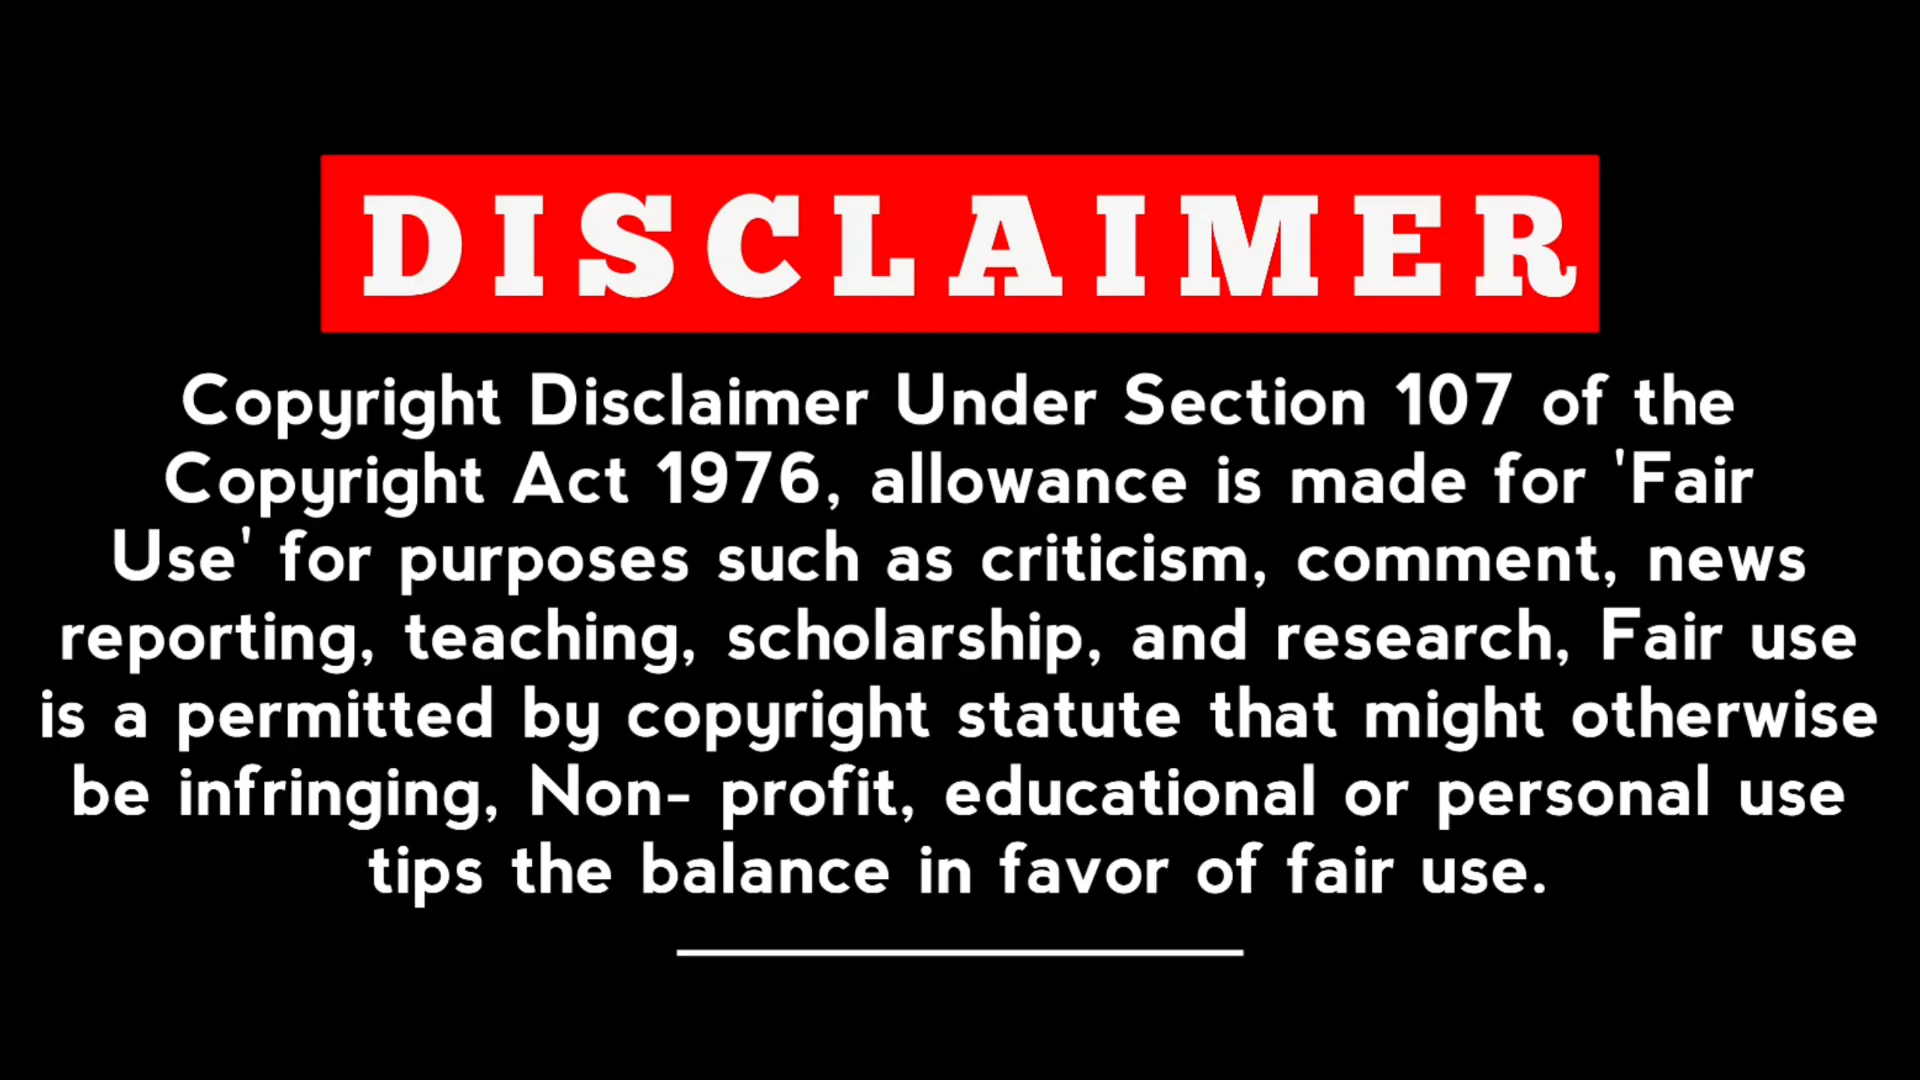 DISCLAIMER
Copyright Disclaimer Under Section 107 of the
Copyright Act 1976, allowance is made for 'Fair
Use' for purposes such as criticism, comment, news
reporting, teaching, scholarship, and research, Fair use
is a permitted by copyright statute that might otherwise
be infringing, Non- profit, educational or personal use
tips the balance in favor of fair use.